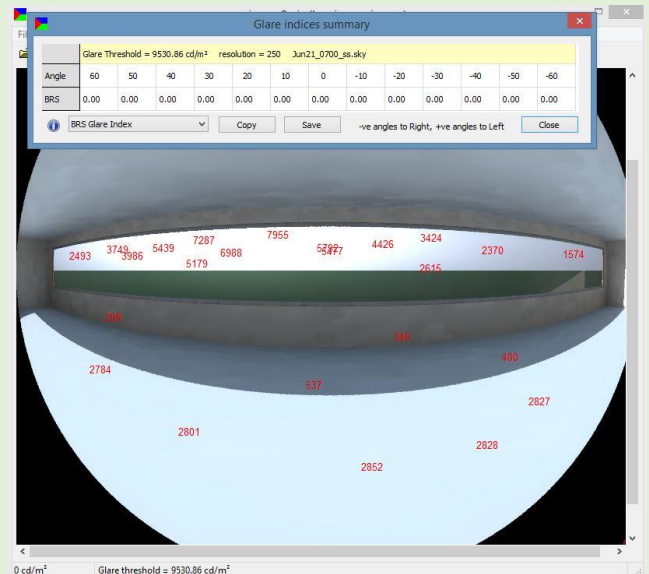 Glare indices summary
Glare Threshold = 9530.86 cd/m² resolution = 250 Jun21_0700_ss.sky
Angle 60 50 40 30 20 10 0 -10 -20 -30 -40 -50 -60
BRS 0.00 0.00 0.00 0.00 0.00 0.00 0.00 0.00 0.00 0.00 0.00 0.00 0.00
BRS Glare Index Copy Save -ve angles to Right, +ve angles to Left Close
7955
7287 3424
3749 5439 4426
2493 3986 6988 5477 2370 1574
5179 2615
299
340
480
2784
537
2827
2801
2828
2852
0 cd/m² Glare threshold = 9530.86 cd/m²